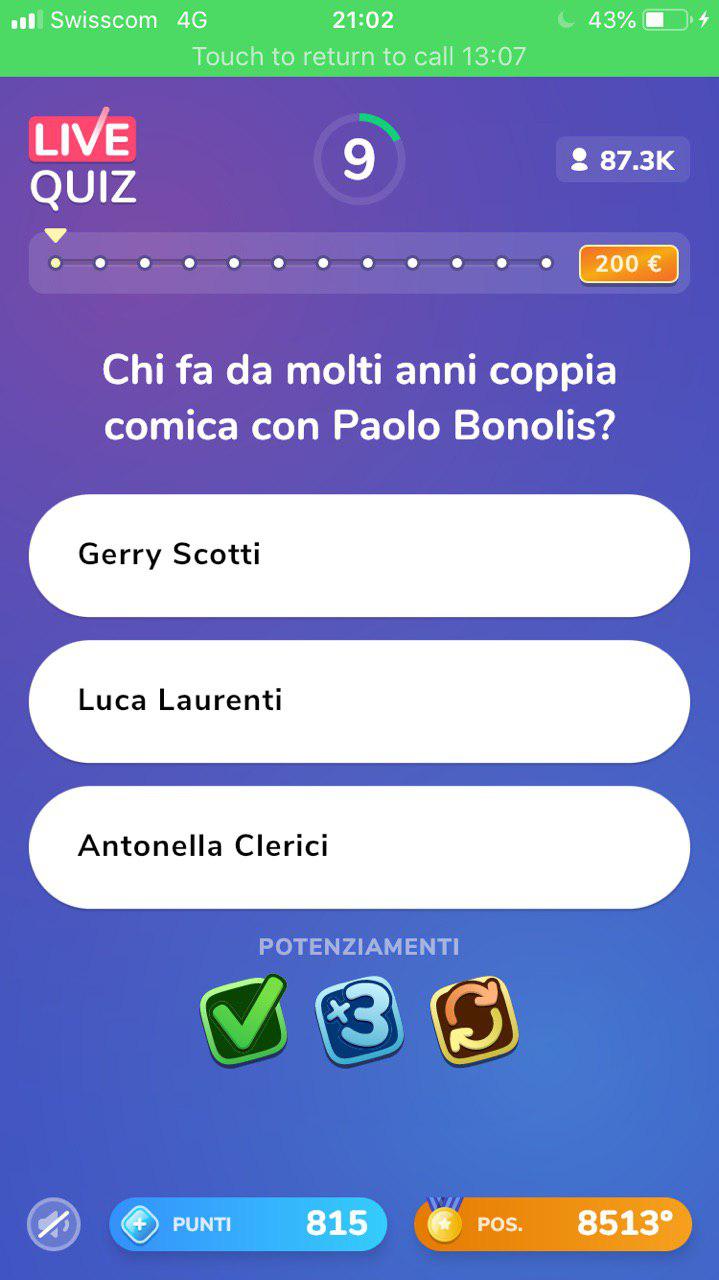 Swisscom 4G 21:02 43%
Touch to return to call 13:07
LIVE
QUIZ
9
87.3K
200 €
Chi fa da molti anni coppia
comica con Paolo Bonolis?
Gerry Scotti
Luca Laurenti
Antonella Clerici
POTENZIAMENTI
×3
PUNTI 815
POS. 8513°